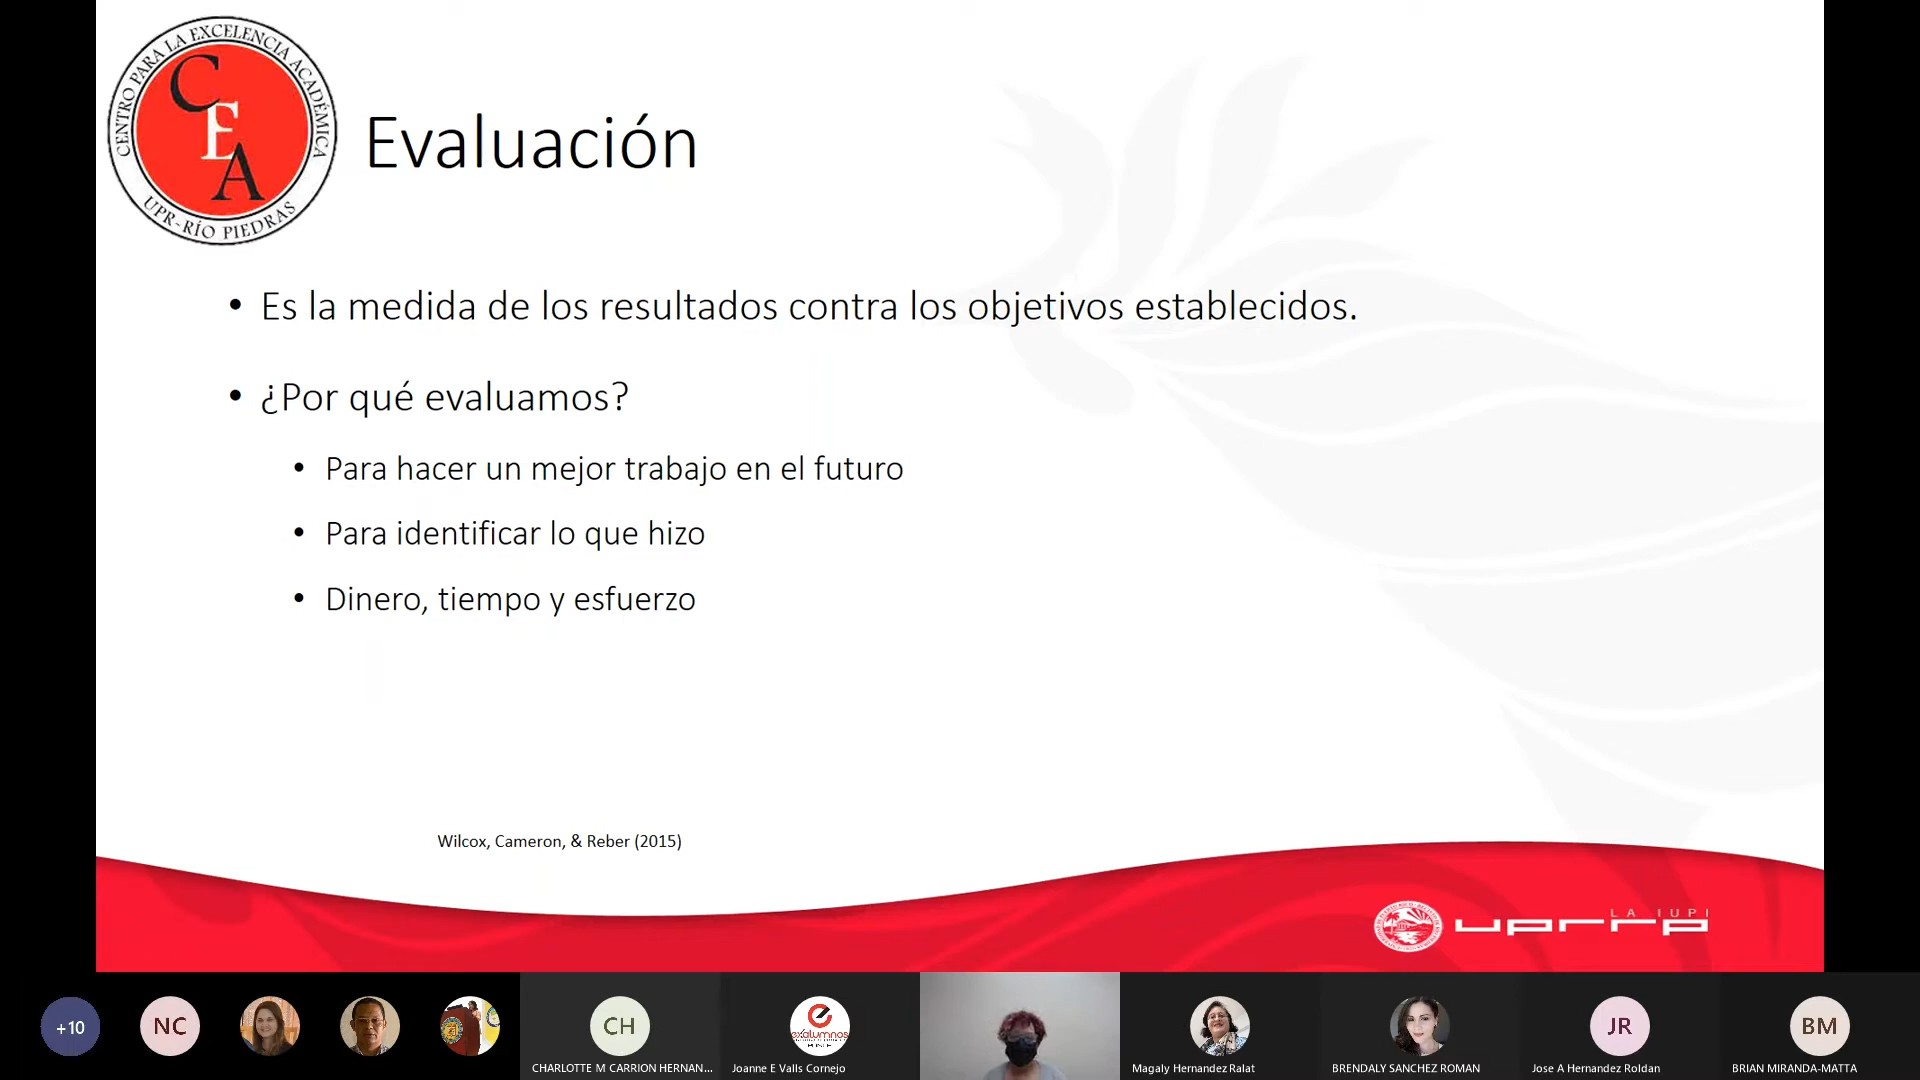 CENTRO PARA LA EXCELENCIA ACADÉMICA
CEA
UPR-RÍO PIEDRAS
Evaluación
• Es la medida de los resultados contra los objetivos establecidos.
• ¿Por qué evaluamos?
• Para hacer un mejor trabajo en el futuro
• Para identificar lo que hizo
• Dinero, tiempo y esfuerzo
Wilcox, Cameron, & Reber (2015)
LA IUPI
uprrp
+10
NC
CH
exalumnos
JR
BM
CHARLOTTE M CARRION HERNAN...
Joanne E Valls Cornejo
Magaly Hernandez Ralat
BRENDALY SANCHEZ ROMAN
Jose A Hernandez Roldan
BRIAN MIRANDA-MATTA